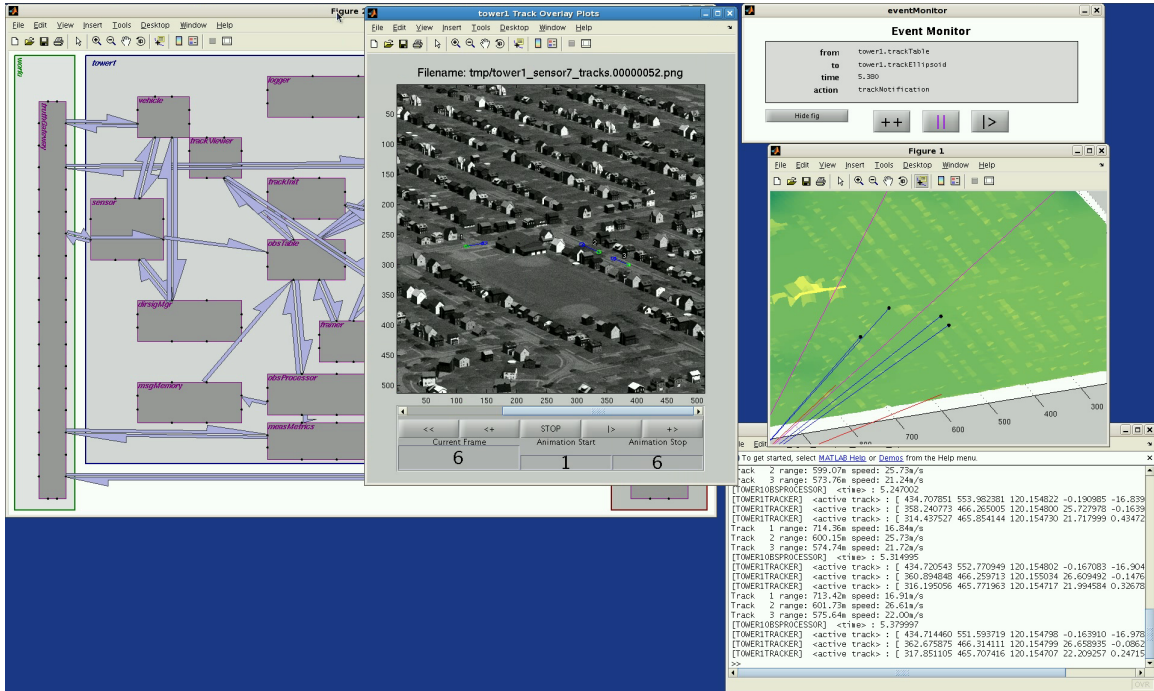 Figure 2
File Edit View Insert Tools Desktop Window Help
world
truthGateway
tower1
vehicle
logger
trackViewer
trackInit
sensor
obsTable
dirsigMgr
framer
msgMemory
obsProcessor
measMetrics
tower1 Track Overlay Plots
File Edit View Insert Tools Desktop Window Help
Filename: tmp/tower1_sensor7_tracks.00000052.png
50
100
150
200
250
300
350
400
450
500
50 100 150 200 250 300 350 400 450 500
3
<< <+ STOP |> +>
Current Frame Animation Start Animation Stop
6 1 6
eventMonitor
Event Monitor
from tower1.trackTable
to tower1.trackEllipsoid
time 5.380
action trackNotification
Hide fig
++ || |>
Figure 1
File Edit View Insert Tools Desktop Window Help
300
400
500
600
700
800
To get started, select MATLAB Help or Demos from the Help menu.
rack 2 range: 599.07m speed: 25.73m/s
Track 3 range: 573.76m speed: 21.24m/s
[TOWER1OBSPROCESSOR] <time> : 5.247002
[TOWER1TRACKER] <active track> : [ 434.707851 553.982381 120.154822 -0.190985 -16.839
[TOWER1TRACKER] <active track> : [ 358.240773 466.265005 120.154800 25.727978 -0.1639
[TOWER1TRACKER] <active track> : [ 314.437527 465.854144 120.154730 21.717999 0.43472
Track 1 range: 714.36m speed: 16.84m/s
Track 2 range: 600.15m speed: 25.73m/s
Track 3 range: 574.74m speed: 21.72m/s
[TOWER1OBSPROCESSOR] <time> : 5.314995
[TOWER1TRACKER] <active track> : [ 434.720543 552.770949 120.154802 -0.167083 -16.904
[TOWER1TRACKER] <active track> : [ 360.894848 466.259713 120.155034 26.609492 -0.1476
[TOWER1TRACKER] <active track> : [ 316.195056 465.771963 120.154717 21.994584 0.32678
Track 1 range: 713.42m speed: 16.91m/s
Track 2 range: 601.73m speed: 26.61m/s
Track 3 range: 575.64m speed: 22.00m/s
[TOWER1OBSPROCESSOR] <time> : 5.379997
[TOWER1TRACKER] <active track> : [ 434.714460 551.593719 120.154798 -0.163910 -16.978
[TOWER1TRACKER] <active track> : [ 362.675875 466.314111 120.154799 26.658935 -0.0862
[TOWER1TRACKER] <active track> : [ 317.851105 465.707416 120.154707 22.209257 0.24715
>>
OVR